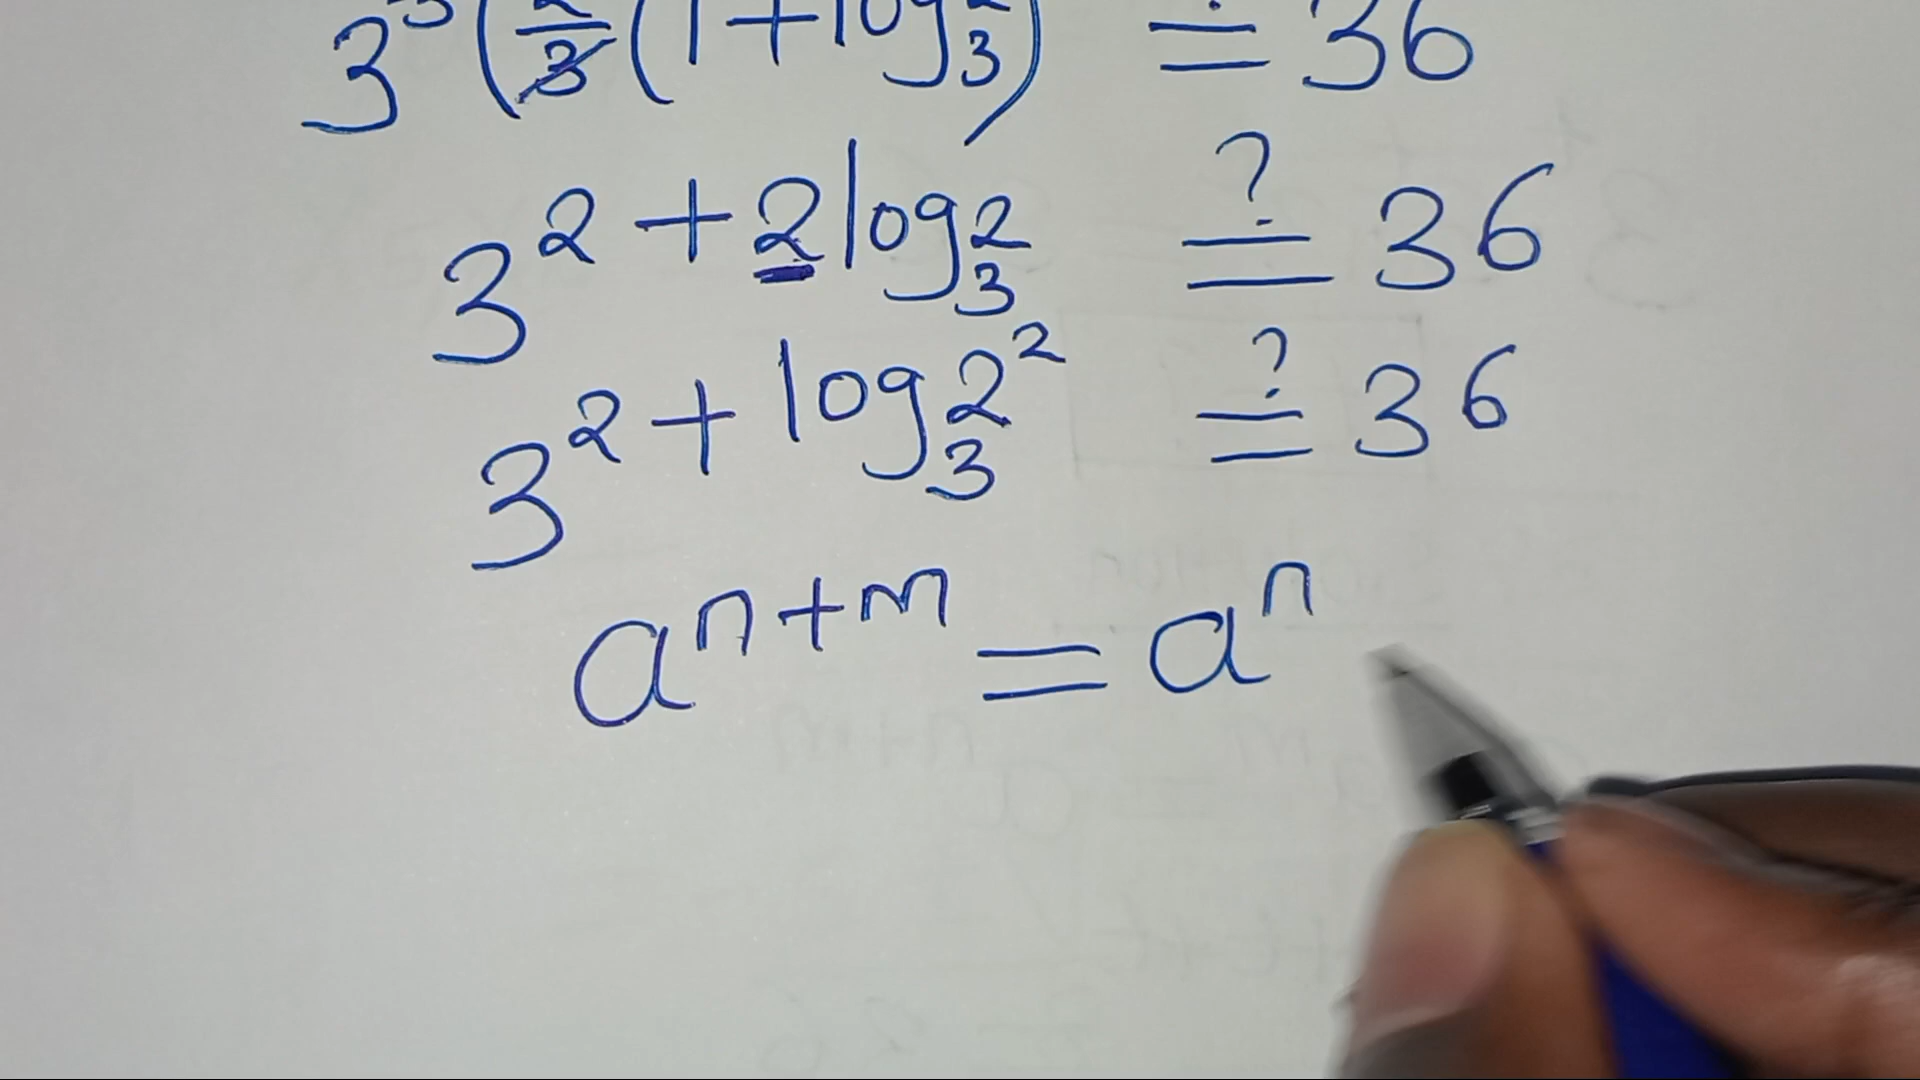 3^3(2/3(1+log_3 2) ≟ 36
3^2+2log_3 2 ≟ 36
3^2+log_3 2^2 ≟ 36
a^n+m = a^n